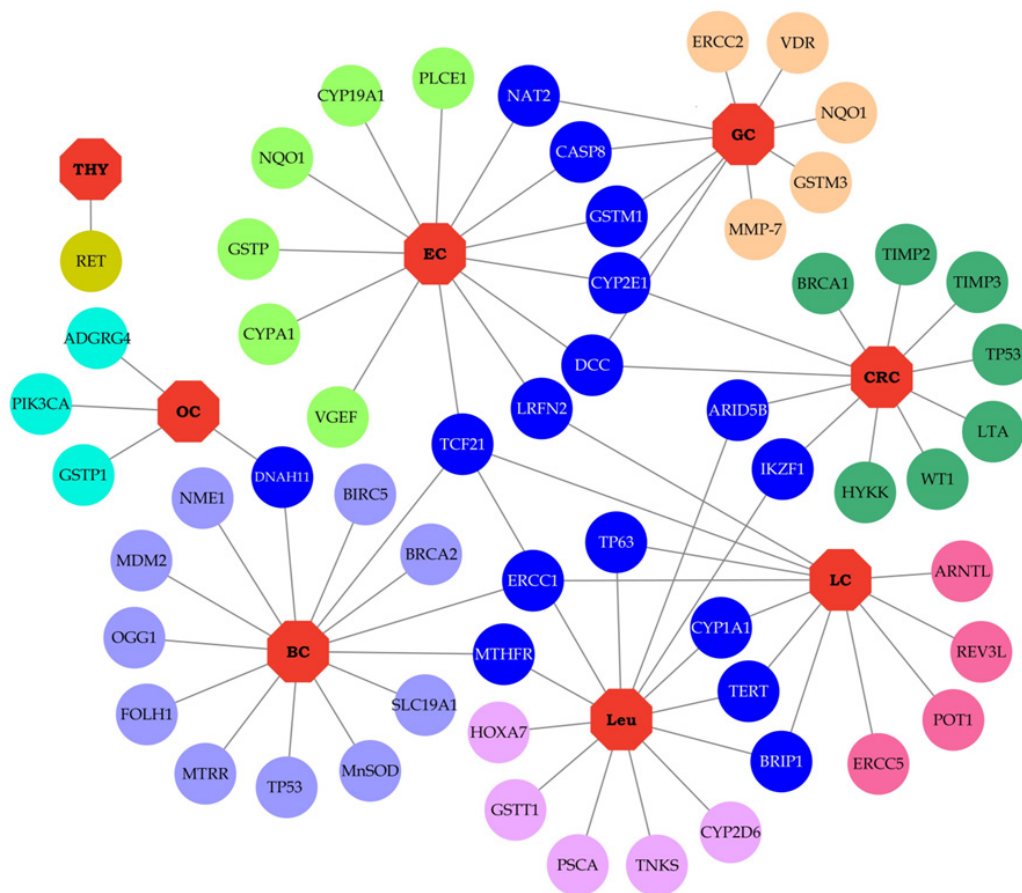 ERCC2
VDR
PLCE1
CYP19A1
NAT2
NQO1
GC
CASP8
NQO1
THY
GSTM3
GSTM1
MMP-7
GSTP
EC
RET
CYP2E1
TIMP2
BRCA1
TIMP3
CYPA1
ADGRG4
TP53
DCC
CRC
PIK3CA
OC
VGEF
LRFN2
ARID5B
LTA
TCF21
GSTP1
DNAH11
IKZF1
WT1
HYKK
NME1
BIRC5
TP63
MDM2
BRCA2
ERCC1
LC
ARNTL
OGG1
BC
MTHFR
CYP1A1
REV3L
FOLH1
SLC19A1
TERT
HOXA7
Leu
POT1
MTRR
TP53
MnSOD
BRIP1
ERCC5
GSTT1
CYP2D6
PSCA
TNKS